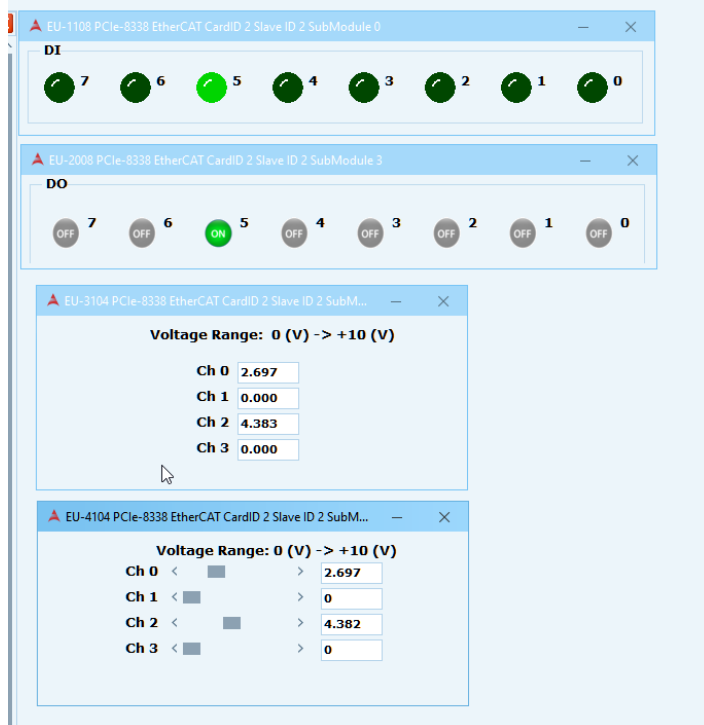 EU-1108 PCIe-8338 EtherCAT CardID 2 Slave ID 2 SubModule 0
DI
7 6 5 4 3 2 1 0
EU-2008 PCIe-8338 EtherCAT CardID 2 Slave ID 2 SubModule 3
DO
OFF 7 OFF 6 ON 5 OFF 4 OFF 3 OFF 2 OFF 1 OFF 0
EU-3104 PCIe-8338 EtherCAT CardID 2 Slave ID 2 SubM...
Voltage Range: 0 (V) -> +10 (V)
Ch 0 2.697
Ch 1 0.000
Ch 2 4.383
Ch 3 0.000
EU-4104 PCIe-8338 EtherCAT CardID 2 Slave ID 2 SubM...
Voltage Range: 0 (V) -> +10 (V)
Ch 0 < > 2.697
Ch 1 < > 0
Ch 2 < > 4.382
Ch 3 < > 0